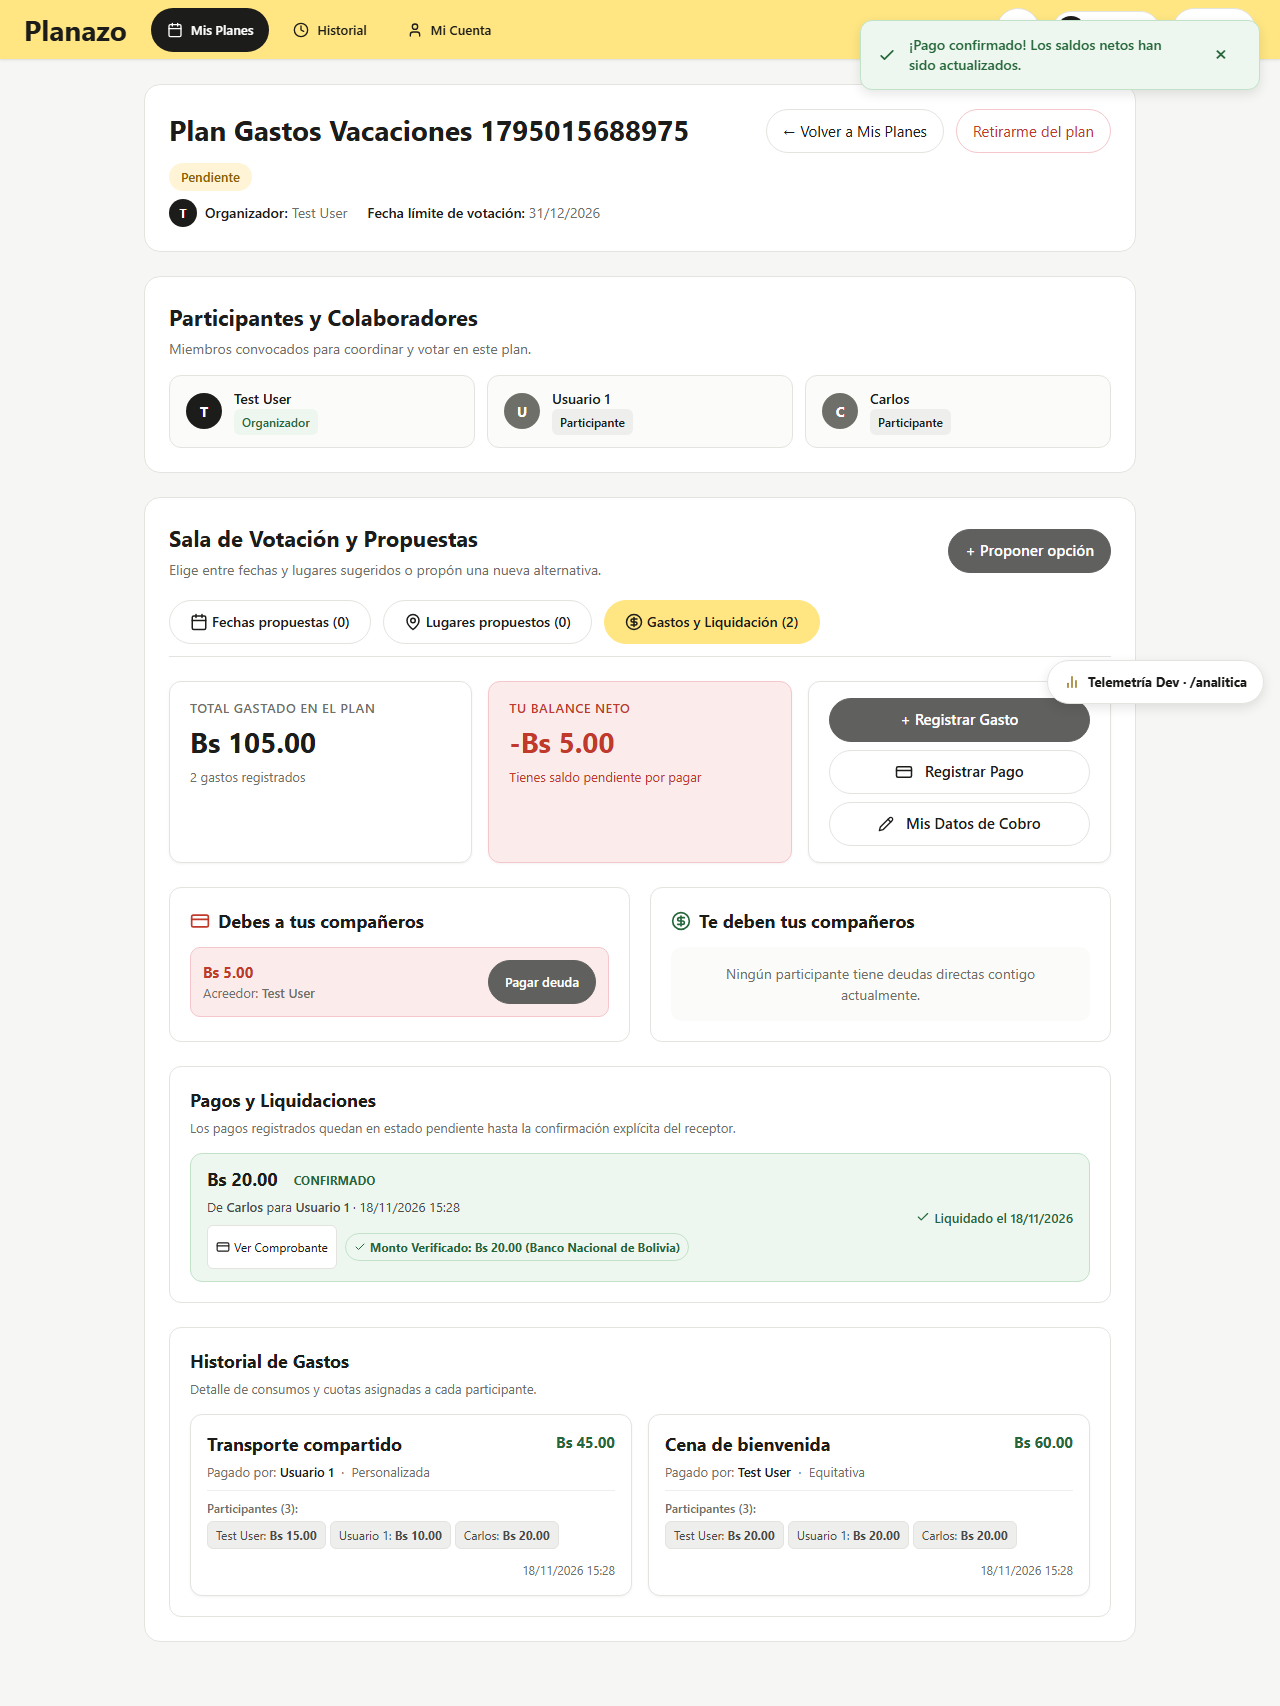 Planazo
Mis Planes
Historial
Mi Cuenta
¡Pago confirmado! Los saldos netos han
sido actualizados.
Plan Gastos Vacaciones 1795015688975
← Volver a Mis Planes
Retirarme del plan
Pendiente
T Organizador: Test User Fecha límite de votación: 31/12/2026
Participantes y Colaboradores
Miembros convocados para coordinar y votar en este plan.
T
Test User
Organizador
U
Usuario 1
Participante
C
Carlos
Participante
Sala de Votación y Propuestas
Elige entre fechas y lugares sugeridos o propón una nueva alternativa.
+ Proponer opción
Fechas propuestas (0)
Lugares propuestos (0)
Gastos y Liquidación (2)
Telemetría Dev · /analitica
TOTAL GASTADO EN EL PLAN
Bs 105.00
2 gastos registrados
TU BALANCE NETO
-Bs 5.00
Tienes saldo pendiente por pagar
+ Registrar Gasto
Registrar Pago
Mis Datos de Cobro
Debes a tus compañeros
Bs 5.00
Acreedor: Test User
Pagar deuda
Te deben tus compañeros
Ningún participante tiene deudas directas contigo
actualmente.
Pagos y Liquidaciones
Los pagos registrados quedan en estado pendiente hasta la confirmación explícita del receptor.
Bs 20.00 CONFIRMADO
De Carlos para Usuario 1 · 18/11/2026 15:28
Ver Comprobante
Monto Verificado: Bs 20.00 (Banco Nacional de Bolivia)
Liquidado el 18/11/2026
Historial de Gastos
Detalle de consumos y cuotas asignadas a cada participante.
Transporte compartido Bs 45.00
Pagado por: Usuario 1 · Personalizada
Participantes (3):
Test User: Bs 15.00 Usuario 1: Bs 10.00 Carlos: Bs 20.00
18/11/2026 15:28
Cena de bienvenida Bs 60.00
Pagado por: Test User · Equitativa
Participantes (3):
Test User: Bs 20.00 Usuario 1: Bs 20.00 Carlos: Bs 20.00
18/11/2026 15:28